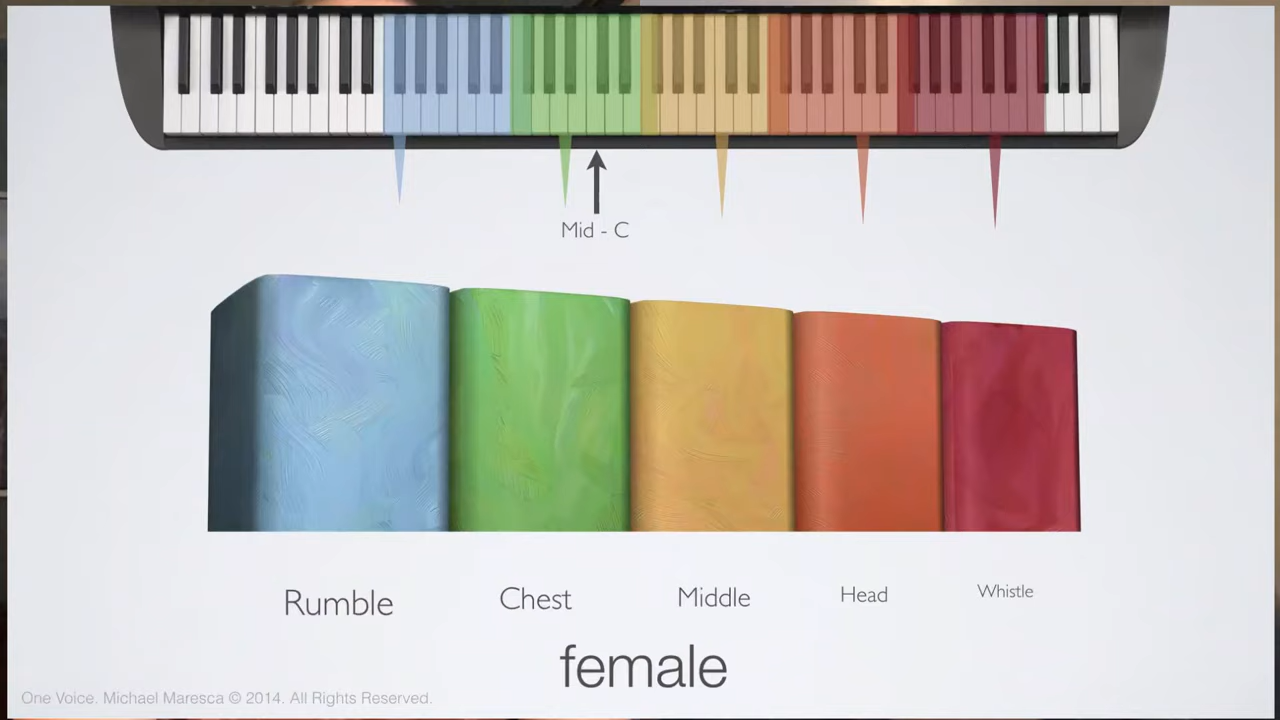 Mid - C
Rumble
Chest
Middle
Head
Whistle
female
One Voice. Michael Maresca © 2014. All Rights Reserved.